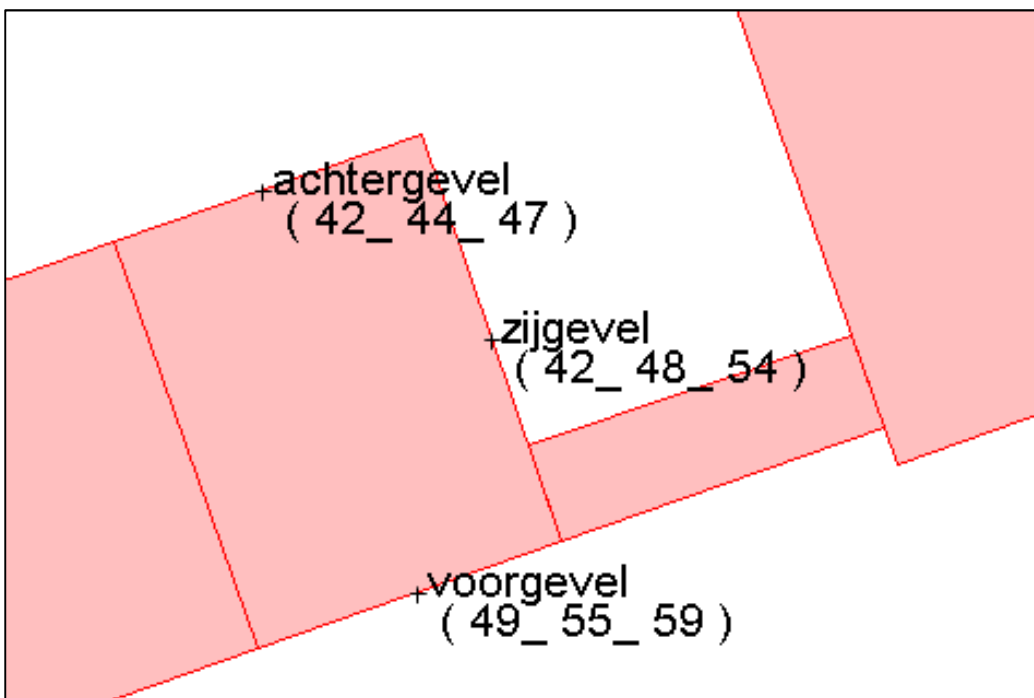 achtergevel
( 42_ 44_ 47 )
zijgevel
( 42_ 48_ 54 )
voorgevel
( 49_ 55_ 59 )